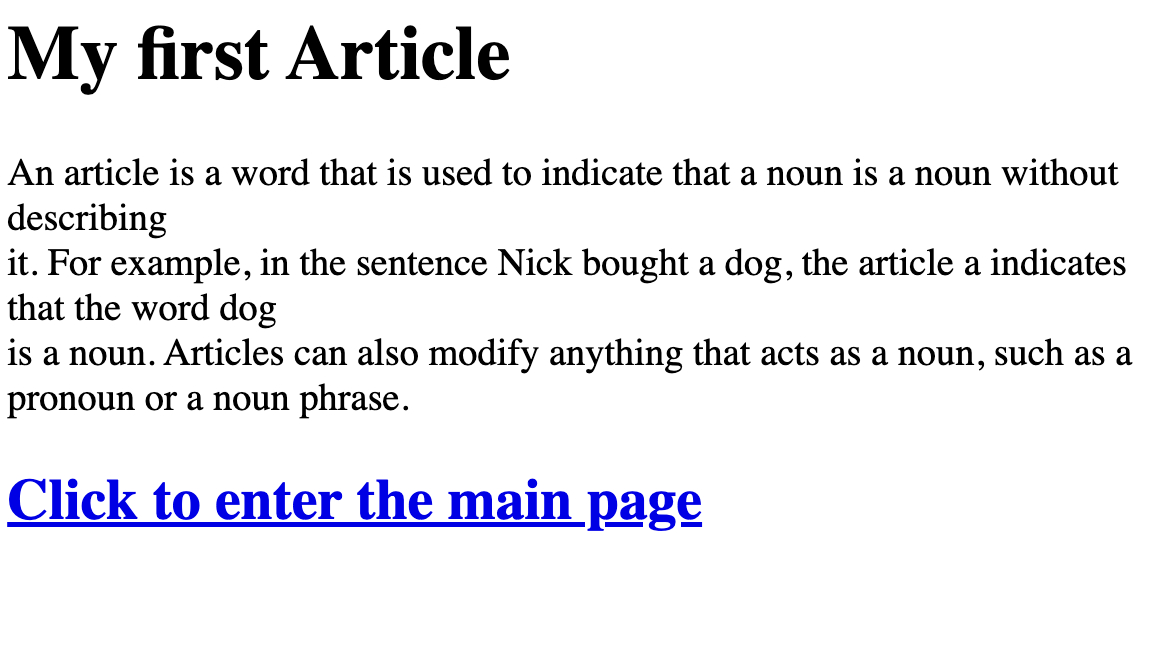 My first Article
An article is a word that is used to indicate that a noun is a noun without
describing
it. For example, in the sentence Nick bought a dog, the article a indicates
that the word dog
is a noun. Articles can also modify anything that acts as a noun, such as a
pronoun or a noun phrase.
Click to enter the main page